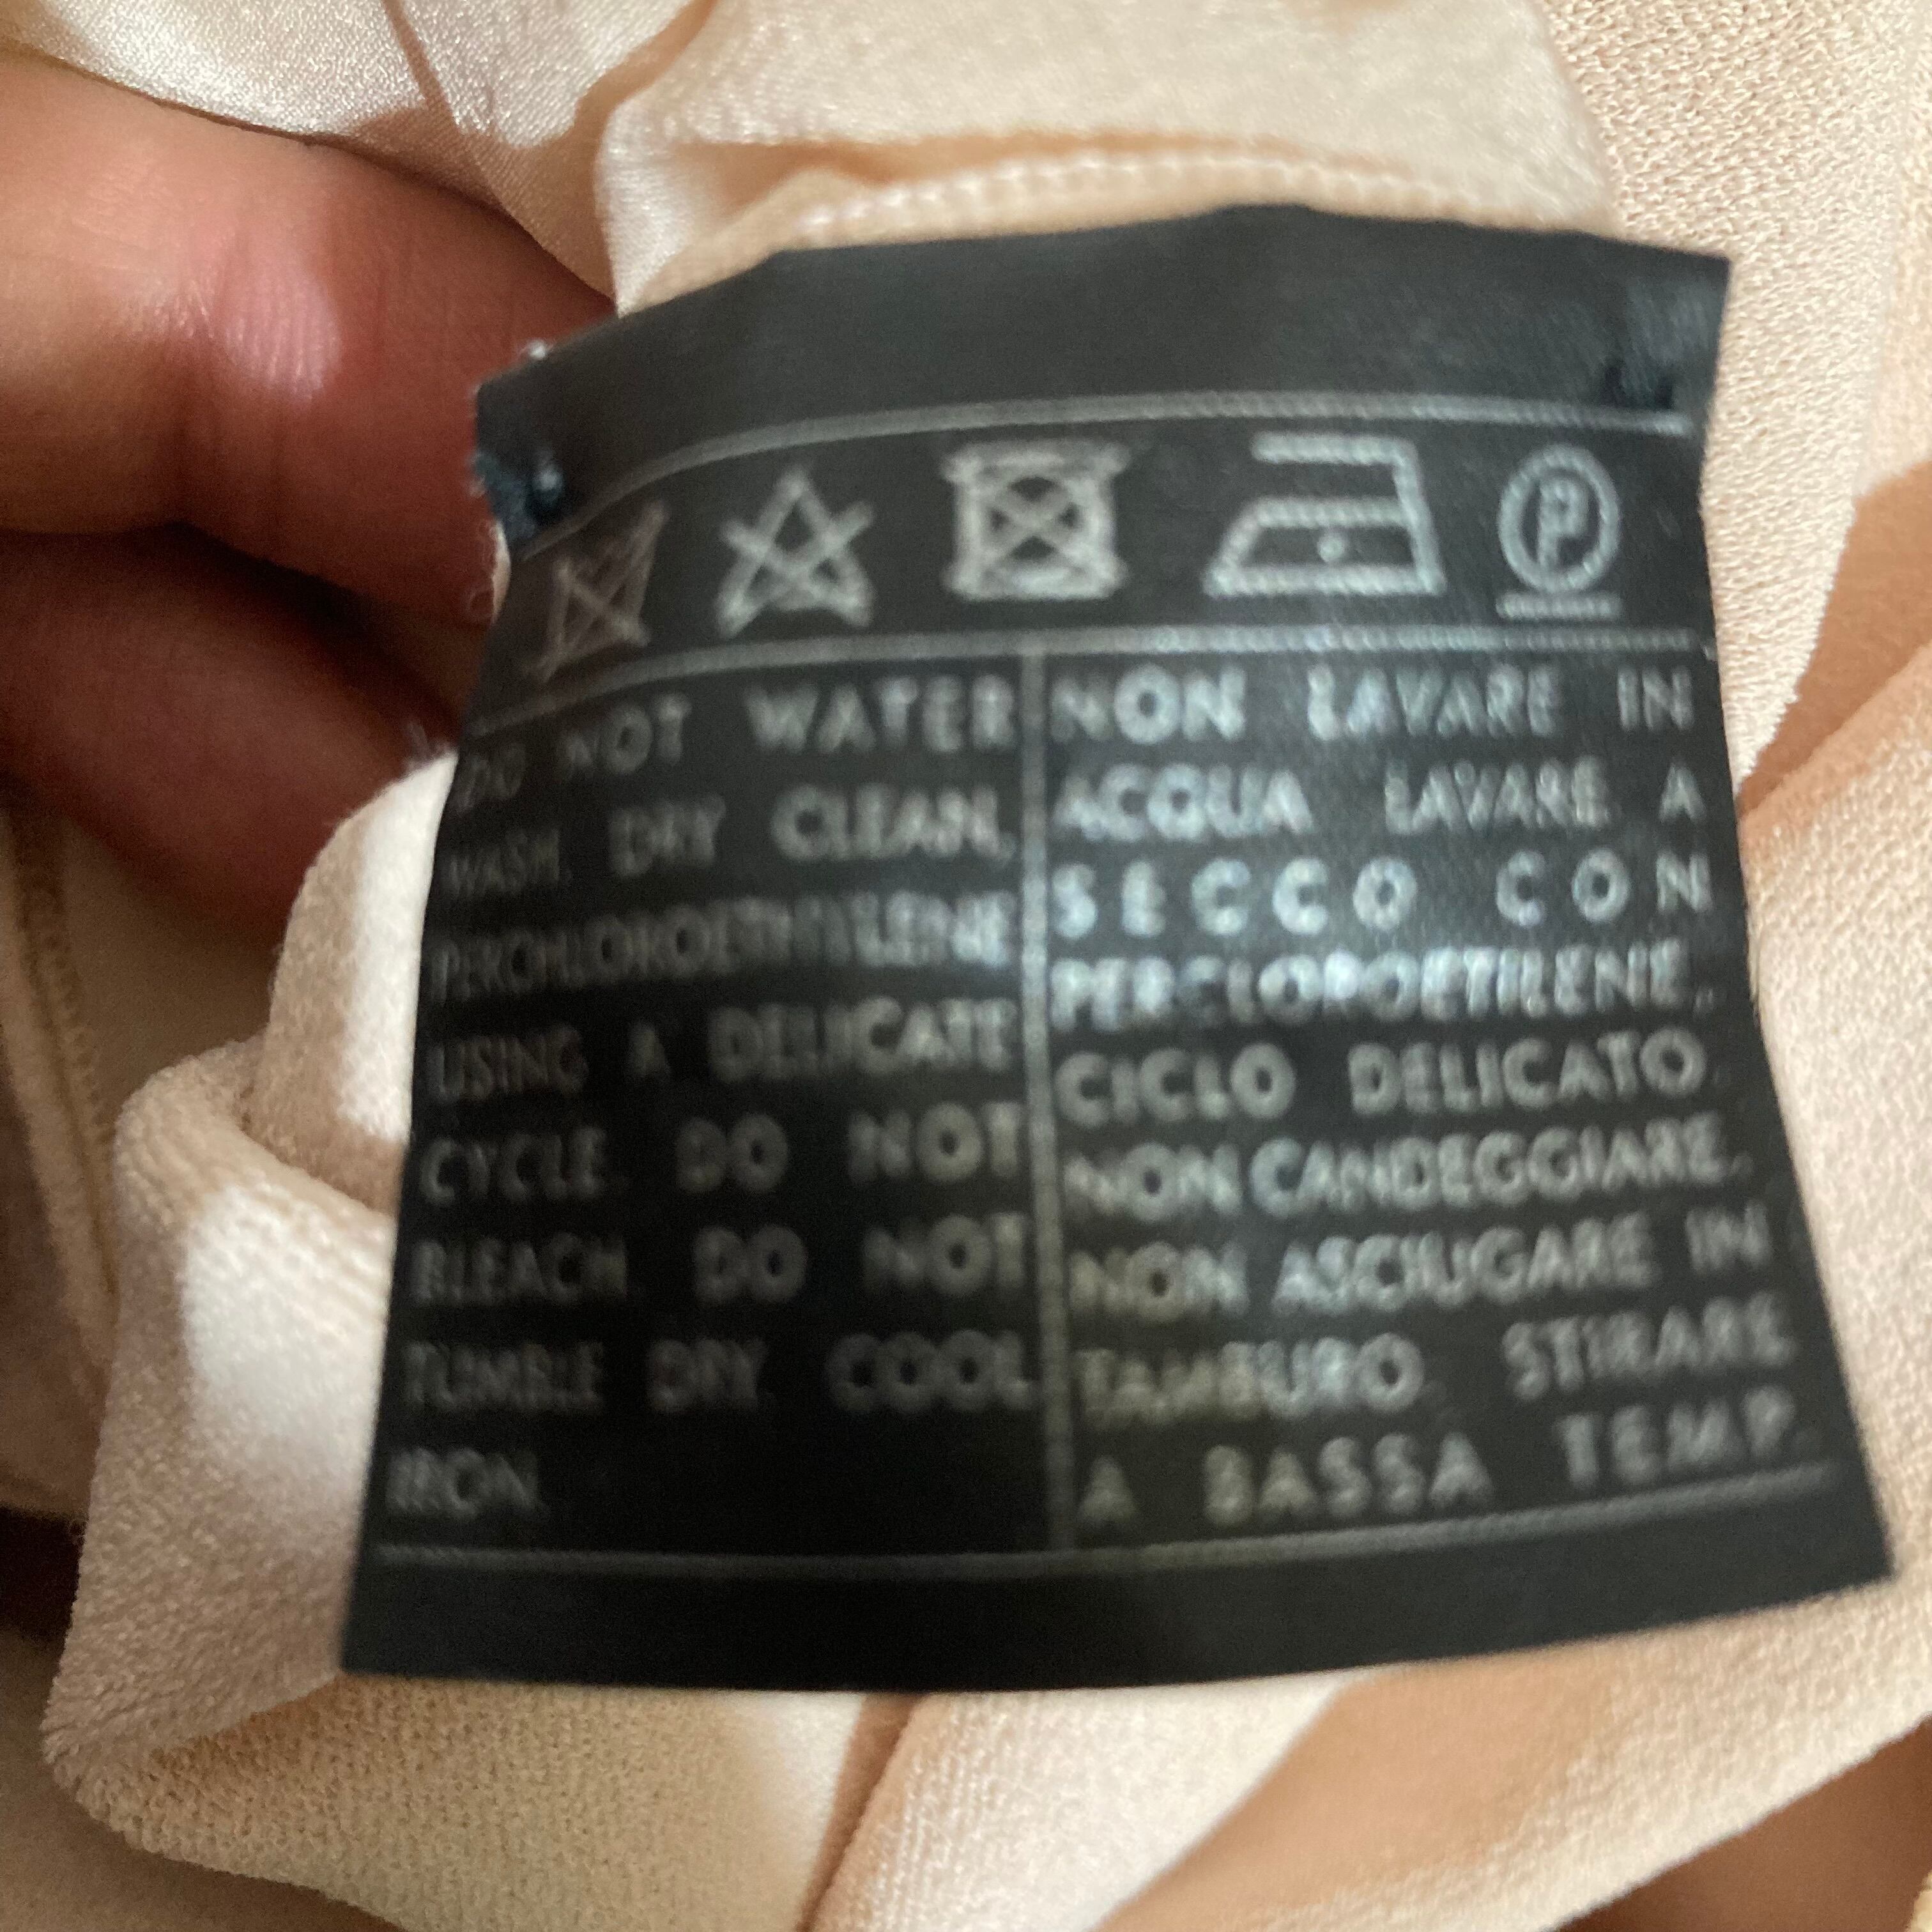 P
DO NOT WATER
WASH. DRY CLEAN,
PERCHLOROETHYLENE
USING A DELICATE
CYCLE. DO NOT
BLEACH. DO NOT
TUMBLE DRY. COOL
IRON.
NON LAVARE IN
ACQUA. LAVARE A
SECCO CON
PERCLOROETILENE,
CICLO DELICATO.
NON CANDEGGIARE.
NON ASCIUGARE IN
TAMBURO. STIRARE
A BASSA TEMP.